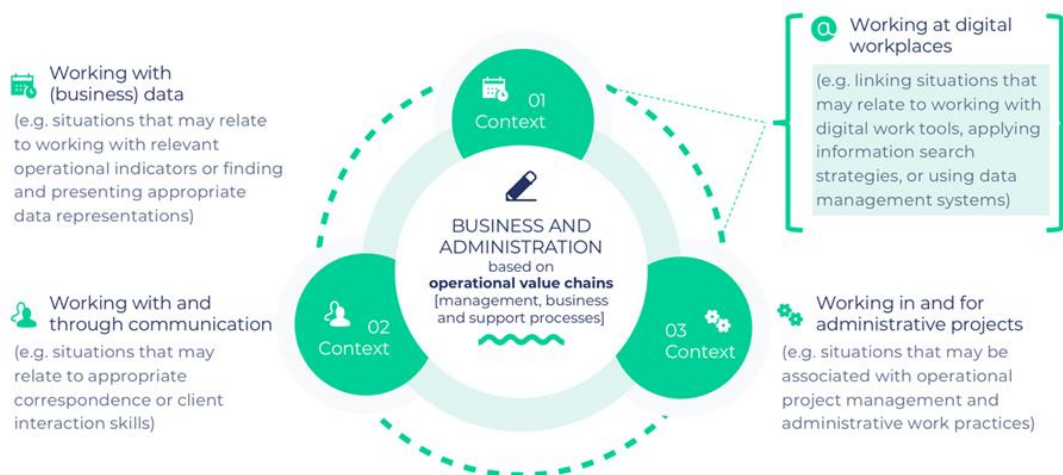 Working with
(business) data
(e.g. situations that may relate
to working with relevant
operational indicators or finding
and presenting appropriate
data representations)
Working with and
through communication
(e.g. situations that may
relate to appropriate
correspondence or client
interaction skills)
01
Context
BUSINESS AND
ADMINISTRATION
based on
operational value chains
[management, business
and support processes]
02
Context
03
Context
@ Working at digital
workplaces
(e.g. linking situations that
may relate to working with
digital work tools, applying
information search
strategies, or using data
management systems)
Working in and for
administrative projects
(e.g. situations that may be
associated with operational
project management and
administrative work practices)